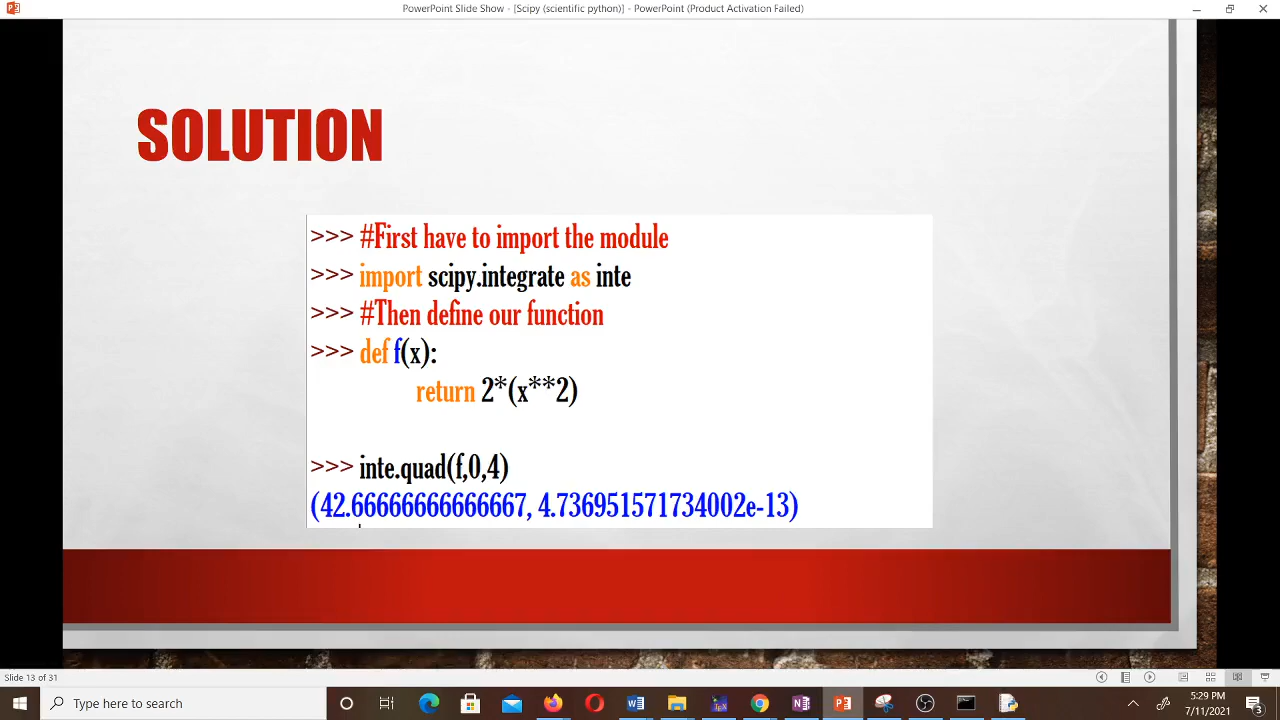 PowerPoint Slide Show - [Scipy (scientific python)] - PowerPoint (Product Activation Failed)
SOLUTION
>>> #First have to import the module
>>> import scipy.integrate as inte
>>> #Then define our function
>>> def f(x):
return 2*(x**2)
>>> inte.quad(f,0,4)
(42.66666666666667, 4.736951571734002e-13)
Slide 13 of 31
Type here to search
5:29 PM
7/11/2021